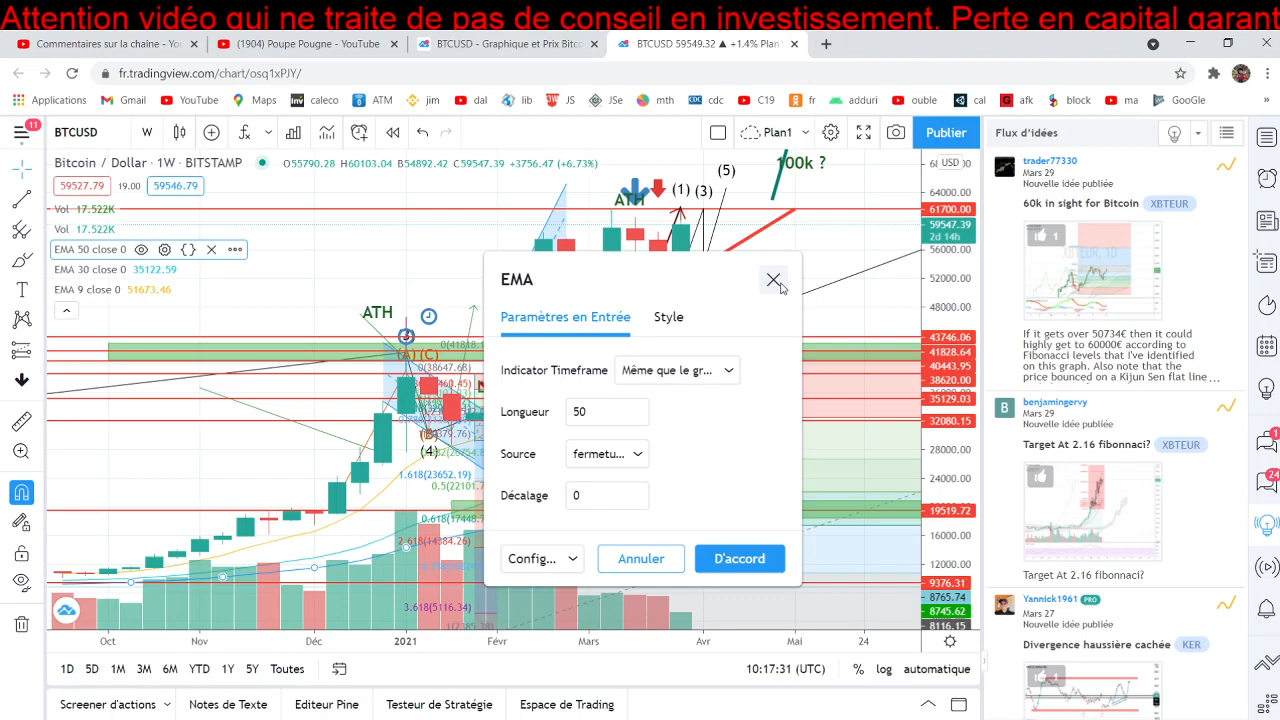 Attention vidéo qui ne traite de pas de conseil en investissement. Perte en capital garant
Commentaires sur la chaîne - Yo
(1904) Poupe Pougne - YouTube
BTCUSD - Graphique et Prix Bitco
BTCUSD 59549.32 ▲ +1.4% Plan
fr.tradingview.com/chart/osq1xPJY/
Applications
Gmail
YouTube
Maps
caleco
ATM
jim
dal
lib
JS
JSe
mth
cdc
C19
fr
adduri
ouble
cal
afk
block
ma
GooGle
11
BTCUSD
W
Plan1
Publier
Flux d'idées
Bitcoin / Dollar · 1W · BITSTAMP
O55790.28 H60103.04 L54892.42 C59547.39 +3756.47 (+6.73%)
59527.79
19.00
59546.79
Vol 17.522K
Vol 17.522K
EMA 50 close 0
EMA 30 close 0 35122.59
EMA 9 close 0 51673.46
100k ?
ATH
(1)
(3)
(5)
ATH
(A)
(C)
(B)
(4)
0(41818.1
0(38647.68)
1.618(23652.19)
0.5(22101.
0.618(17448.
2.618(14384.26)
3.618(5116.34)
(7385.38)
USD
64000.00
61700.00
59547.39
2d 14h
56000.00
52000.00
48000.00
43746.06
41828.64
40443.95
38620.00
35129.03
32080.15
28000.00
24000.00
19519.72
16000.00
12000.00
9376.31
8765.74
8745.62
8116.15
EMA
Paramètres en Entrée
Style
Indicator Timeframe
Même que le gr...
Longueur
50
Source
fermetu...
Décalage
0
Config...
Annuler
D'accord
Oct
Nov
Déc
2021
Févr
Mars
Avr
Mai
24
1D
5D
1M
3M
6M
YTD
1Y
5Y
Toutes
10:17:31 (UTC)
%
log
automatique
Screener d'actions
Notes de Texte
Editeur Pine
Testeur de Stratégie
Espace de Trading
trader77330
Mars 29
Nouvelle idée publiée
60k in sight for Bitcoin
XBTEUR
1
If it gets over 50734€ then it could
highly get to 60000€ according to
Fibonacci levels that I've identified
on this graph. Also note that the
price bounced on a Kijun Sen flat line ...
B
benjamingervy
Mars 29
Nouvelle idée publiée
Target At 2.16 fibonnaci?
XBTEUR
Target At 2.16 fibonnaci?
Yannick1961 PRO
Mars 27
Nouvelle idée publiée
Divergence haussière cachée
KER
1
1
24